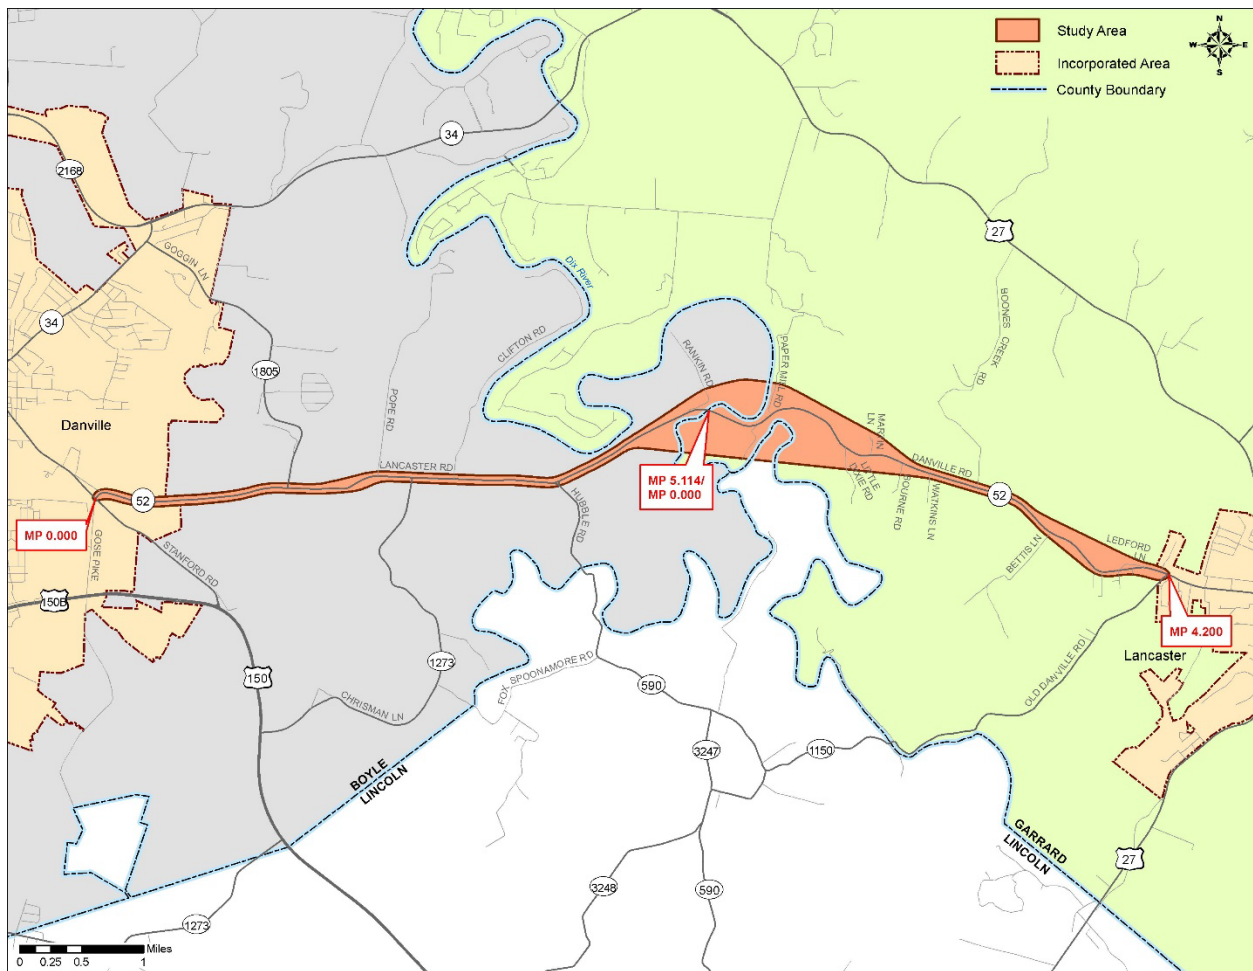 Study Area
Incorporated Area
County Boundary
N
W
E
S
34
2168
GOGGIN LN
27
Dix River
34
CLIFTON RD
RANKIN RD
PAPER MILL RD
BOONES
CREEK
RD
1805
POPE RD
Danville
MARTIN
LN
LANCASTER RD
DANVILLE RD
LITTLE
DIXIE RD
BOURNE RD
WATKINS LN
52
52
MP 5.114/
MP 0.000
HUBBLE RD
MP 0.000
GOSE PIKE
STANFORD RD
BETTIS LN
LEDFORD
LN
150B
MP 4.200
Lancaster
OLD DANVILLE RD
1273
150
FOX
SPOONAMORE RD
590
CHRISMAN LN
3247
1150
BOYLE
LINCOLN
GARRARD
LINCOLN
27
3248
590
1273
Miles
0
0.25
0.5
1